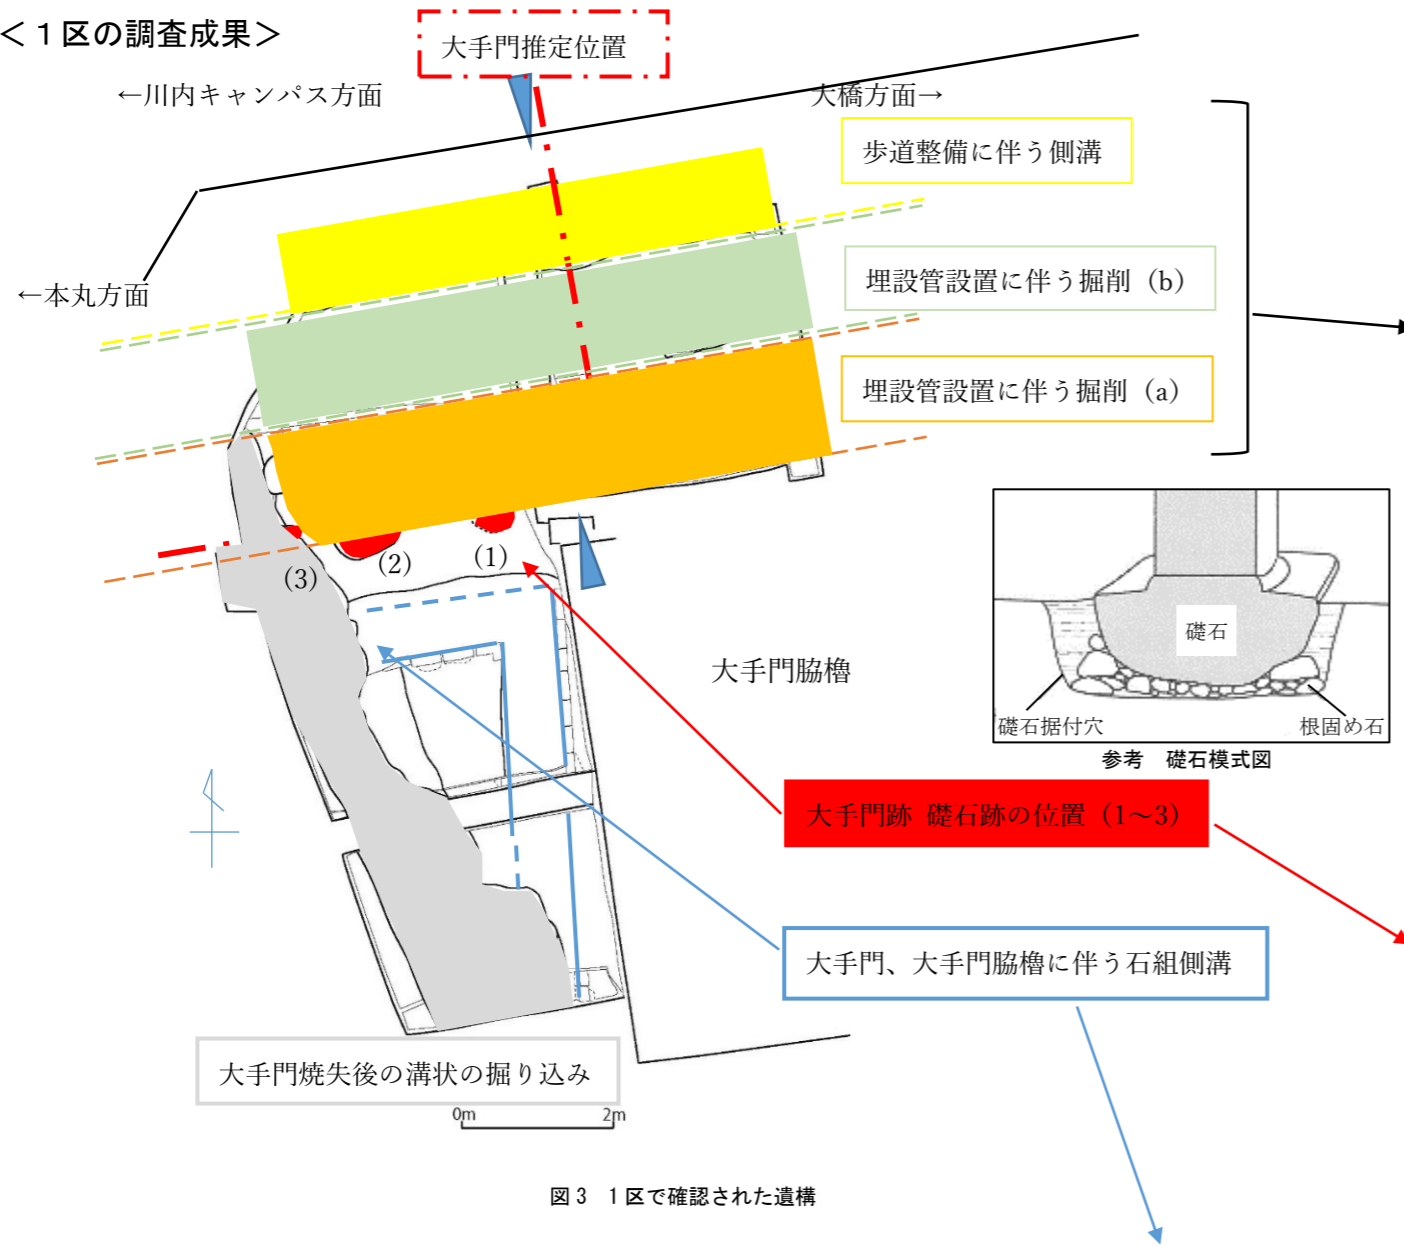 ＜１区の調査成果＞
大手門推定位置
←川内キャンパス方面
大橋方面→
歩道整備に伴う側溝
←本丸方面
埋設管設置に伴う掘削（b）
埋設管設置に伴う掘削（a）
(1)
(2)
(3)
礎石
礎石据付穴
根固め石
参考　礎石模式図
大手門脇櫓
大手門跡 礎石跡の位置（1～3）
大手門、大手門脇櫓に伴う石組側溝
大手門焼失後の溝状の掘り込み
0m
2m
図３　１区で確認された遺構